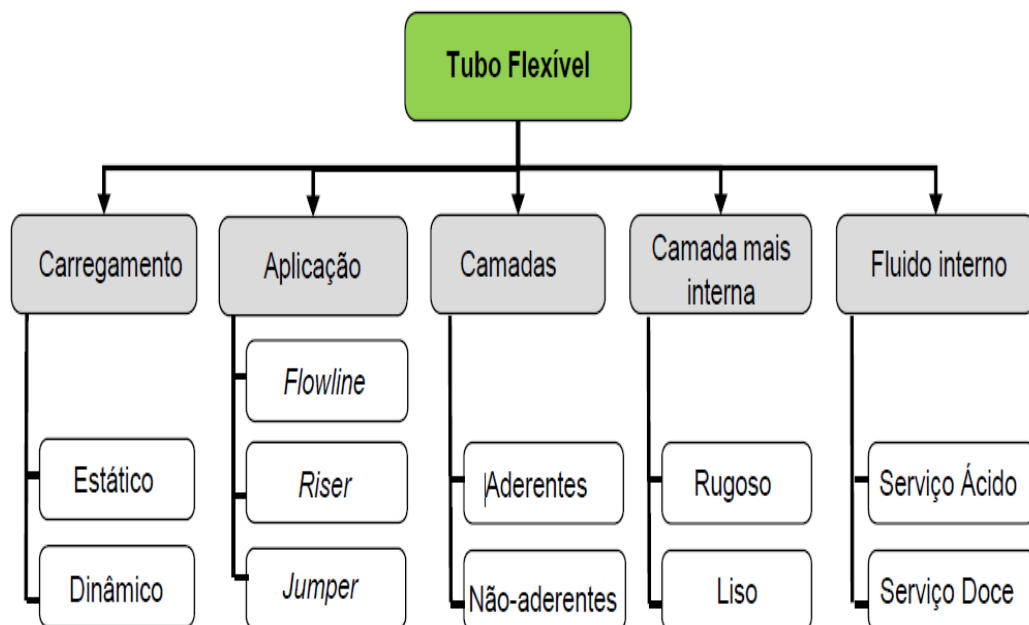 Tubo Flexível
Carregamento
Aplicação
Camadas
Camada mais
interna
Fluido interno
Flowline
Estático
Riser
Aderentes
Rugoso
Serviço Ácido
Dinâmico
Jumper
Não-aderentes
Liso
Serviço Doce